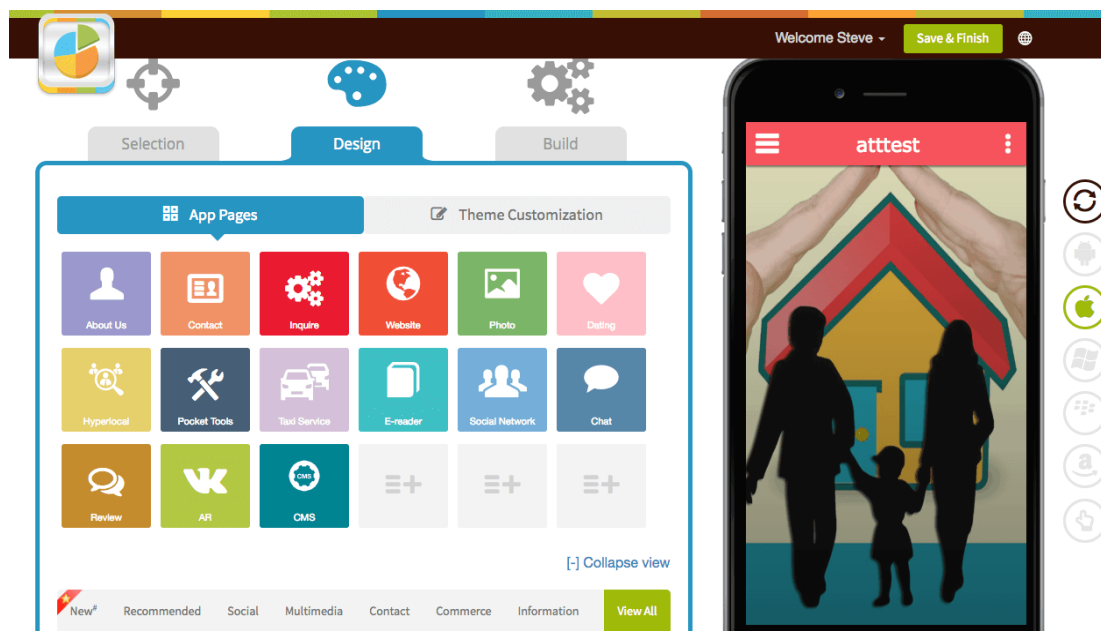 Welcome Steve
Save & Finish
Selection
Design
Build
atttest
App Pages
Theme Customization
About Us
Contact
Inquire
Website
Photo
Dating
Hyperlocal
Pocket Tools
Taxi Service
E-reader
Social Network
Chat
Review
AR
CMS
CMS
[-] Collapse view
New#
Recommended
Social
Multimedia
Contact
Commerce
Information
View All